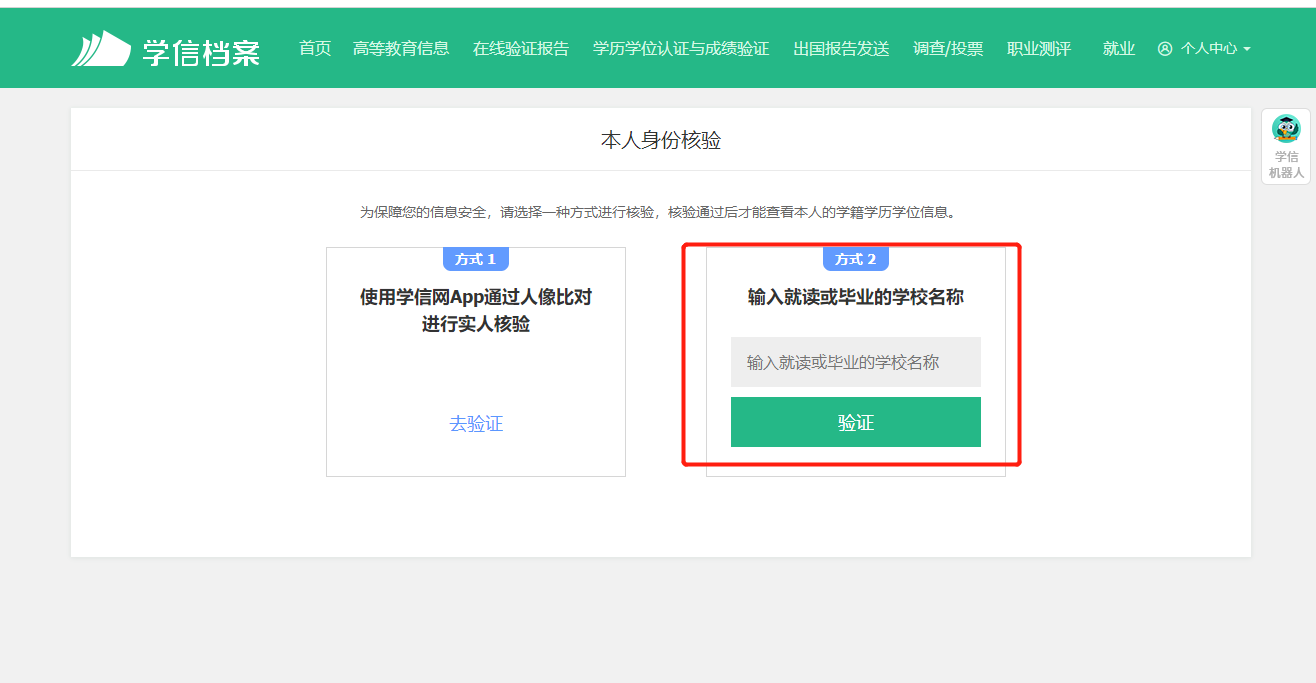 学信档案 首页 高等教育信息 在线验证报告 学历学位认证与成绩验证 出国报告发送 调查/投票 职业测评 就业 个人中心
学信
机器人
本人身份核验
为保障您的信息安全，请选择一种方式进行核验，核验通过后才能查看本人的学籍学历学位信息。
方式 1
使用学信网App通过人像比对
进行实人核验
去验证
方式 2
输入就读或毕业的学校名称
输入就读或毕业的学校名称
验证